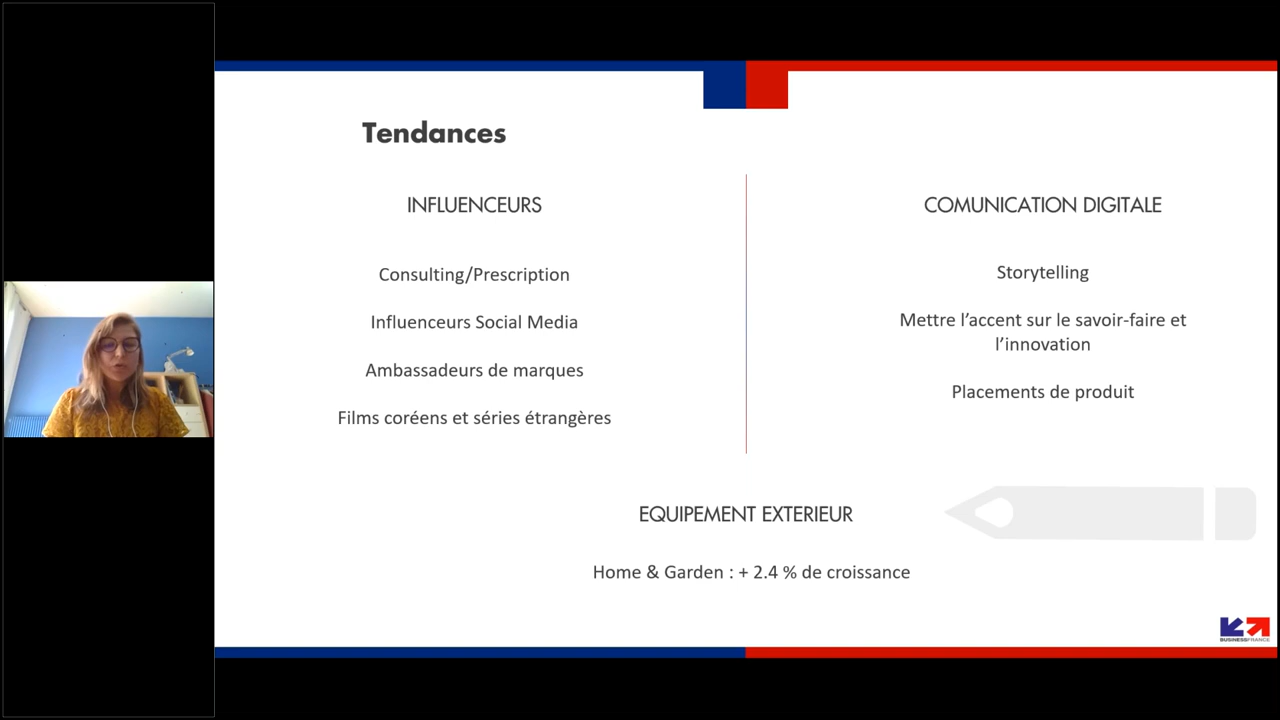 Tendances
INFLUENCEURS
Consulting/Prescription
Influenceurs Social Media
Ambassadeurs de marques
Films coréens et séries étrangères
COMUNICATION DIGITALE
Storytelling
Mettre l’accent sur le savoir-faire et
l’innovation
Placements de produit
EQUIPEMENT EXTERIEUR
Home & Garden : + 2.4 % de croissance
BUSINESSFRANCE